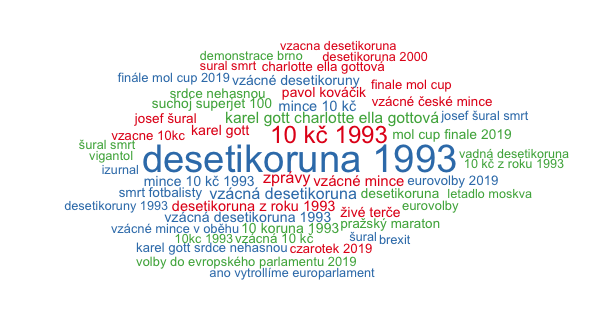 vzacna desetikoruna
demonstrace brno desetikoruna 2000
sural smrt charlotte ella gottová
finále mol cup 2019 vzácné desetikoruny finale mol cup
srdce nehasnou pavol kováčik
suchoj superjet 100 mince 10 kč vzácné české mince
josef šural karel gott charlotte ella gottová josef šural smrt
vzacne 10kc karel gott 10 kč 1993 mol cup finale 2019
šural smrt
vigantol desetikoruna 1993 vadná desetikoruna
izurnal 10 kč z roku 1993
mince 10 kč 1993 zprávy vzácné mince eurovolby 2019
smrt fotbalisty vzácná desetikoruna desetikoruna letadlo moskva
desetikoruny 1993 desetikoruna z roku 1993 živé terče eurovolby
vzácná desetikoruna 1993
vzácné mince v oběhu 10 koruna 1993 pražský maraton
10kc 1993 vzácná 10 kč šural brexit
karel gott srdce nehasnou czarotek 2019
volby do evropského parlamentu 2019
ano vytrollíme europarlament